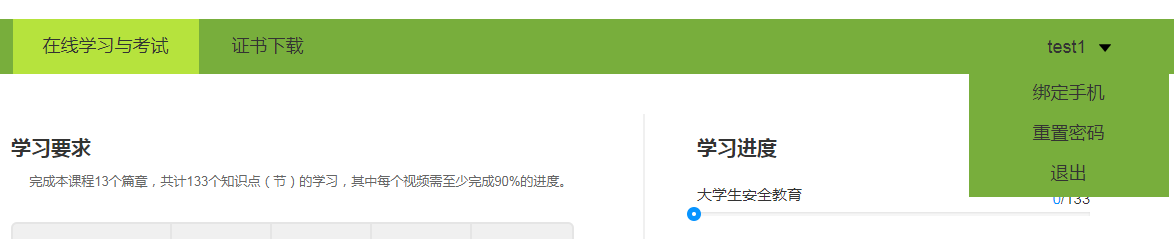 在线学习与考试
证书下载
test1
绑定手机
重置密码
退出
学习要求
完成本课程13个篇章，共计133个知识点（节）的学习，其中每个视频需至少完成90%的进度。
学习进度
大学生安全教育
0/133